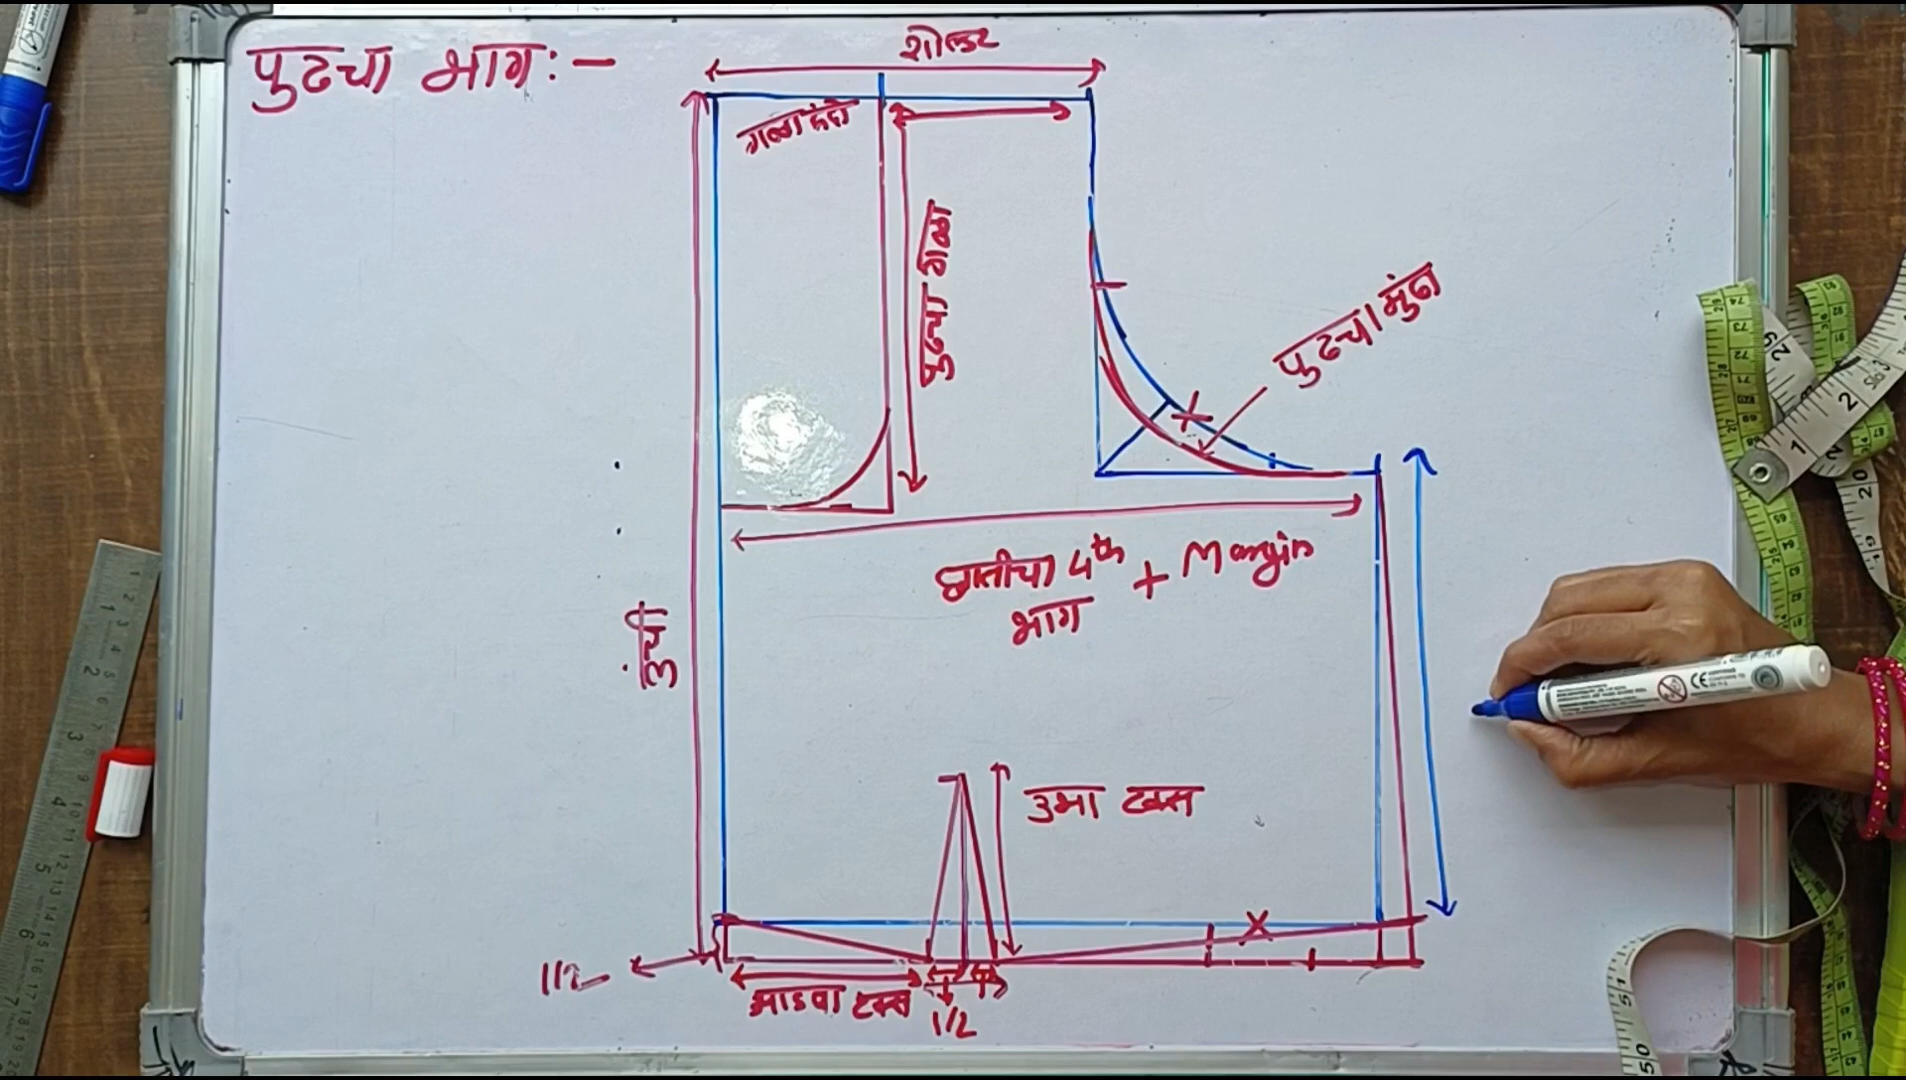 पुढचा भाग:-
शोल्डर
गळा रुंदी
पुढचा गळा
पुढचा मुंढा
छातीचा 4th + Margin
भाग
उंची
उभा टक्स
1/2
आडवा टक्स
1/2